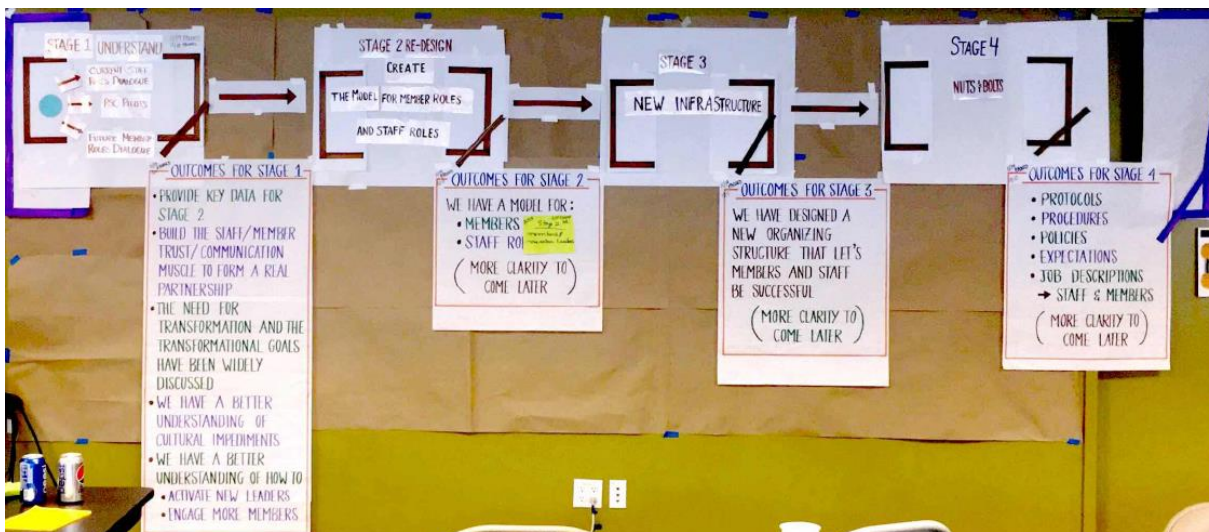 STAGE 1 UNDERSTAND
CURRENT STAFF
ROLES DIALOGUE
PILOTS
FUTURE MEMBER
ROLES DIALOGUE
STAGE 2 RE-DESIGN
CREATE
THE MODEL FOR MEMBER ROLES
AND STAFF ROLES
STAGE 3
NEW INFRASTRUCTURE
STAGE 4
NUTS & BOLTS
OUTCOMES FOR STAGE 1
• PROVIDE KEY DATA FOR
STAGE 2
• BUILD THE STAFF/MEMBER
TRUST/COMMUNICATION
MUSCLE TO FORM A REAL
PARTNERSHIP
• THE NEED FOR
TRANSFORMATION AND THE
TRANSFORMATIONAL GOALS
HAVE BEEN WIDELY
DISCUSSED
• WE HAVE A BETTER
UNDERSTANDING OF
CULTURAL IMPEDIMENTS
• WE HAVE A BETTER
UNDERSTANDING OF HOW TO
• ACTIVATE NEW LEADERS
• ENGAGE MORE MEMBERS
OUTCOMES FOR STAGE 2
WE HAVE A MODEL FOR:
• MEMBERS
• STAFF
(MORE CLARITY TO
COME LATER)
OUTCOMES FOR STAGE 3
WE HAVE DESIGNED A
NEW ORGANIZING
STRUCTURE THAT LET'S
MEMBERS AND STAFF
BE SUCCESSFUL
(MORE CLARITY TO
COME LATER)
OUTCOMES FOR STAGE 4
• PROTOCOLS
• PROCEDURES
• POLICIES
• EXPECTATIONS
• JOB DESCRIPTIONS
→ STAFF & MEMBERS
(MORE CLARITY TO
COME LATER)
pepsi